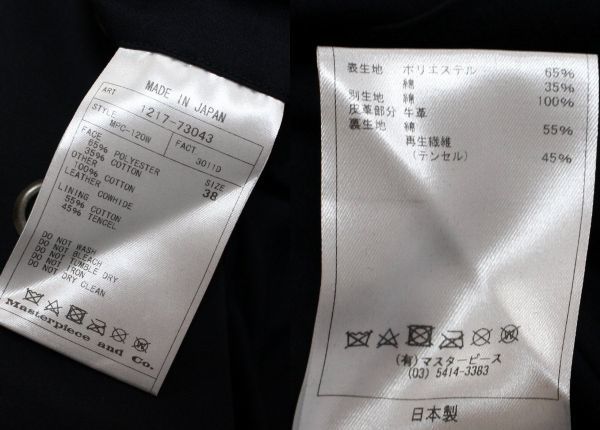 MADE IN JAPAN
ART 1217-73043
STYLE MPC-120W FACT 3011D
FACE SIZE
65% POLYESTER 38
35% COTTON
OTHER
100% COTTON
LEATHER COWHIDE
LINING
55% COTTON
45% TENCEL
DO NOT WASH
DO NOT BLEACH
DO NOT TUMBLE DRY
DO NOT IRON
DO NOT DRY CLEAN
Masterpiece and Co.
表生地 ポリエステル 65%
綿 35%
別生地 綿 100%
皮革部分 牛革
裏生地 綿 55%
再生繊維
(テンセル) 45%
(有)マスターピース
(03) 5414-3383
日本製